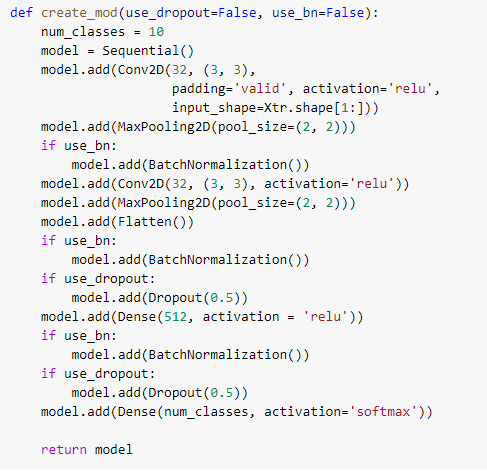 def create_mod(use_dropout=False, use_bn=False):
    num_classes = 10
    model = Sequential()
    model.add(Conv2D(32, (3, 3),
                     padding='valid', activation='relu',
                     input_shape=Xtr.shape[1:]))
    model.add(MaxPooling2D(pool_size=(2, 2)))
    if use_bn:
        model.add(BatchNormalization())
    model.add(Conv2D(32, (3, 3), activation='relu'))
    model.add(MaxPooling2D(pool_size=(2, 2)))
    model.add(Flatten())
    if use_bn:
        model.add(BatchNormalization())
    if use_dropout:
        model.add(Dropout(0.5))
    model.add(Dense(512, activation = 'relu'))
    if use_bn:
        model.add(BatchNormalization())
    if use_dropout:
        model.add(Dropout(0.5))
    model.add(Dense(num_classes, activation='softmax'))

    return model